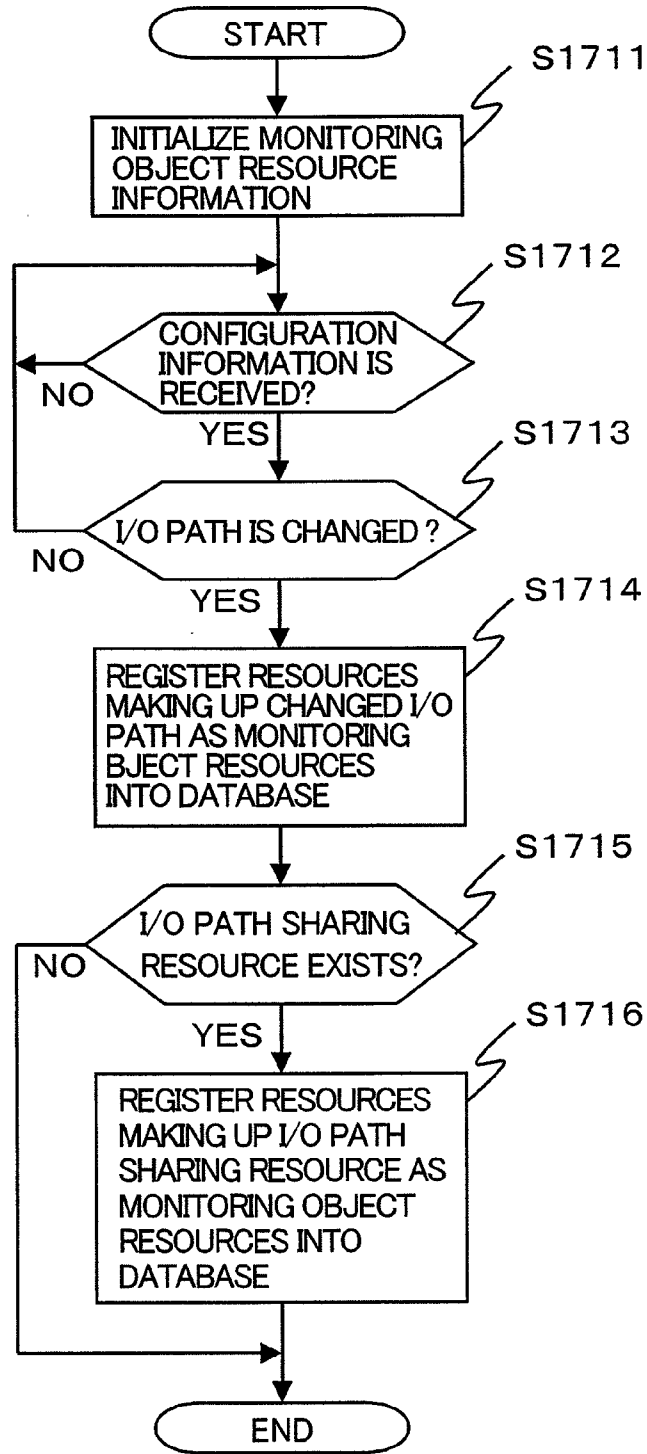 START
S1711
INITIALIZE MONITORING
OBJECT RESOURCE
INFORMATION
S1712
CONFIGURATION
INFORMATION IS
RECEIVED?
NO
YES
S1713
I/O PATH IS CHANGED ?
NO
YES
S1714
REGISTER RESOURCES
MAKING UP CHANGED I/O
PATH AS MONITORING
BJECT RESOURCES
INTO DATABASE
S1715
I/O PATH SHARING
RESOURCE EXISTS?
NO
YES
S1716
REGISTER RESOURCES
MAKING UP I/O PATH
SHARING RESOURCE AS
MONITORING OBJECT
RESOURCES INTO
DATABASE
END